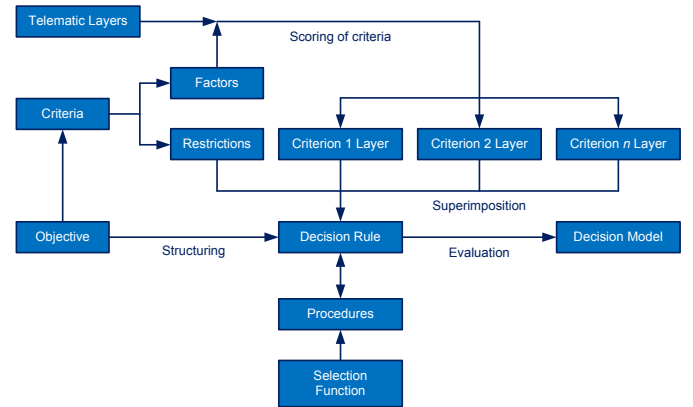 Telematic Layers
Scoring of criteria
Factors
Criteria
Restrictions
Criterion 1 Layer
Criterion 2 Layer
Criterion n Layer
Superimposition
Objective
Structuring
Decision Rule
Evaluation
Decision Model
Procedures
Selection
Function